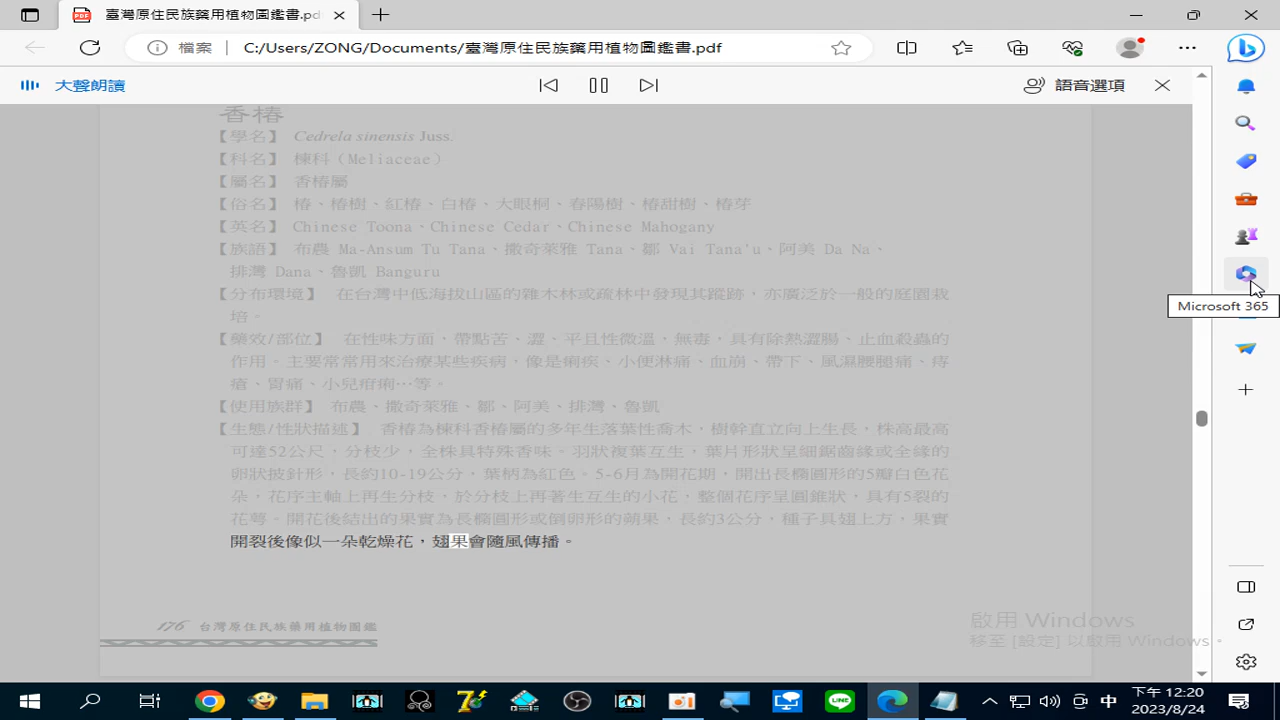 臺灣原住民族藥用植物圖鑑書.pd
檔案
C:/Users/ZONG/Documents/臺灣原住民族藥用植物圖鑑書.pdf
大聲朗讀
語音選項
香椿
【學名】 Cedrela sinensis Juss.
【科名】 楝科（Meliaceae）
【屬名】 香椿屬
【俗名】 椿、椿樹、紅椿、白椿、大眼桐、春陽樹、椿甜樹、椿芽
【英名】 Chinese Toona、Chinese Cedar、Chinese Mahogany
【族語】 布農 Ma-Ansum Tu Tana、撒奇萊雅 Tana、鄒 Vai Tana'u、阿美 Da Na、
排灣 Dana、魯凱 Banguru
【分布環境】 在台灣中低海拔山區的雜木林或疏林中發現其蹤跡，亦廣泛於一般的庭園栽
培。
【藥效/部位】 在性味方面，帶點苦、澀、平且性微溫，無毒，具有除熱澀腸、止血殺蟲的
作用。主要常常用來治療某些疾病，像是痢疾、小便淋痛、血崩、帶下、風濕腰腿痛、痔
瘡、胃痛、小兒疳痢…等。
【使用族群】 布農、撒奇萊雅、鄒、阿美、排灣、魯凱
【生態/性狀描述】 香椿為楝科香椿屬的多年生落葉性喬木，樹幹直立向上生長，株高最高
可達52公尺，分枝少，全株具特殊香味。羽狀複葉互生，葉片形狀呈細鋸齒緣或全緣的
卵狀披針形，長約10-19公分，葉柄為紅色。5-6月為開花期，開出長橢圓形的5瓣白色花
朵，花序主軸上再生分枝，於分枝上再著生互生的小花，整個花序呈圓錐狀，具有5裂的
花萼。開花後結出的果實為長橢圓形或倒卵形的蒴果，長約3公分，種子具翅上方，果實
開裂後像似一朵乾燥花，翅果會隨風傳播。
176 台灣原住民族藥用植物圖鑑
Microsoft 365
啟用 Windows
移至 [設定] 以啟用 Windows。
中
下午 12:20
2023/8/24